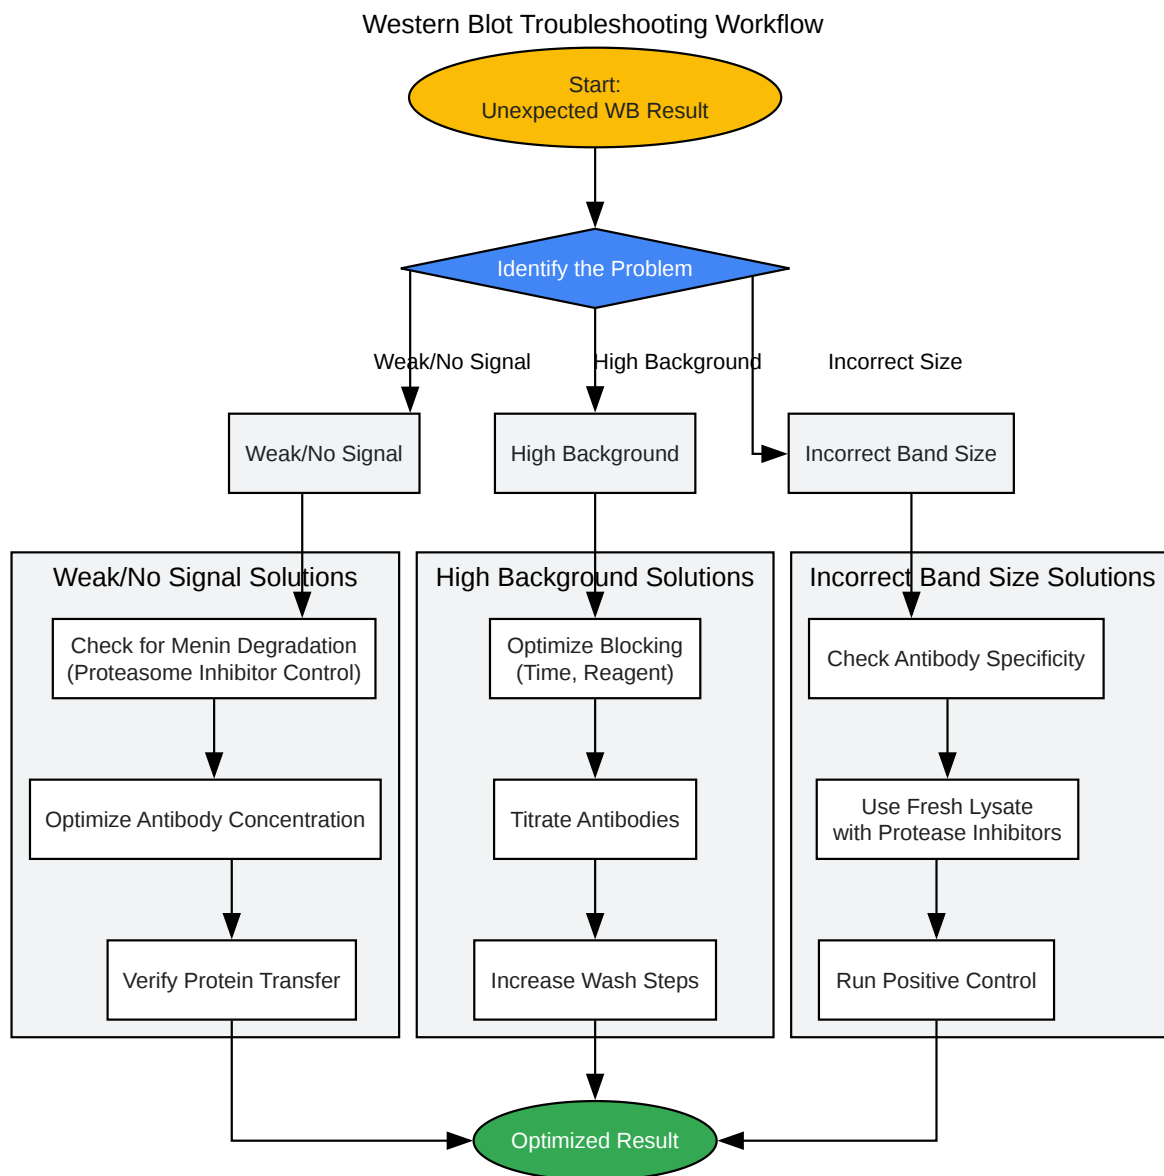 Western Blot Troubleshooting Workflow
Start:
Unexpected WB Result
Identify the Problem
Weak/No Signal
High Background
Incorrect Size
Weak/No Signal
High Background
Incorrect Band Size
Weak/No Signal Solutions
High Background Solutions
Incorrect Band Size Solutions
Check for Menin Degradation
(Proteasome Inhibitor Control)
Optimize Blocking
(Time, Reagent)
Check Antibody Specificity
Optimize Antibody Concentration
Titrate Antibodies
Use Fresh Lysate
with Protease Inhibitors
Verify Protein Transfer
Increase Wash Steps
Run Positive Control
Optimized Result